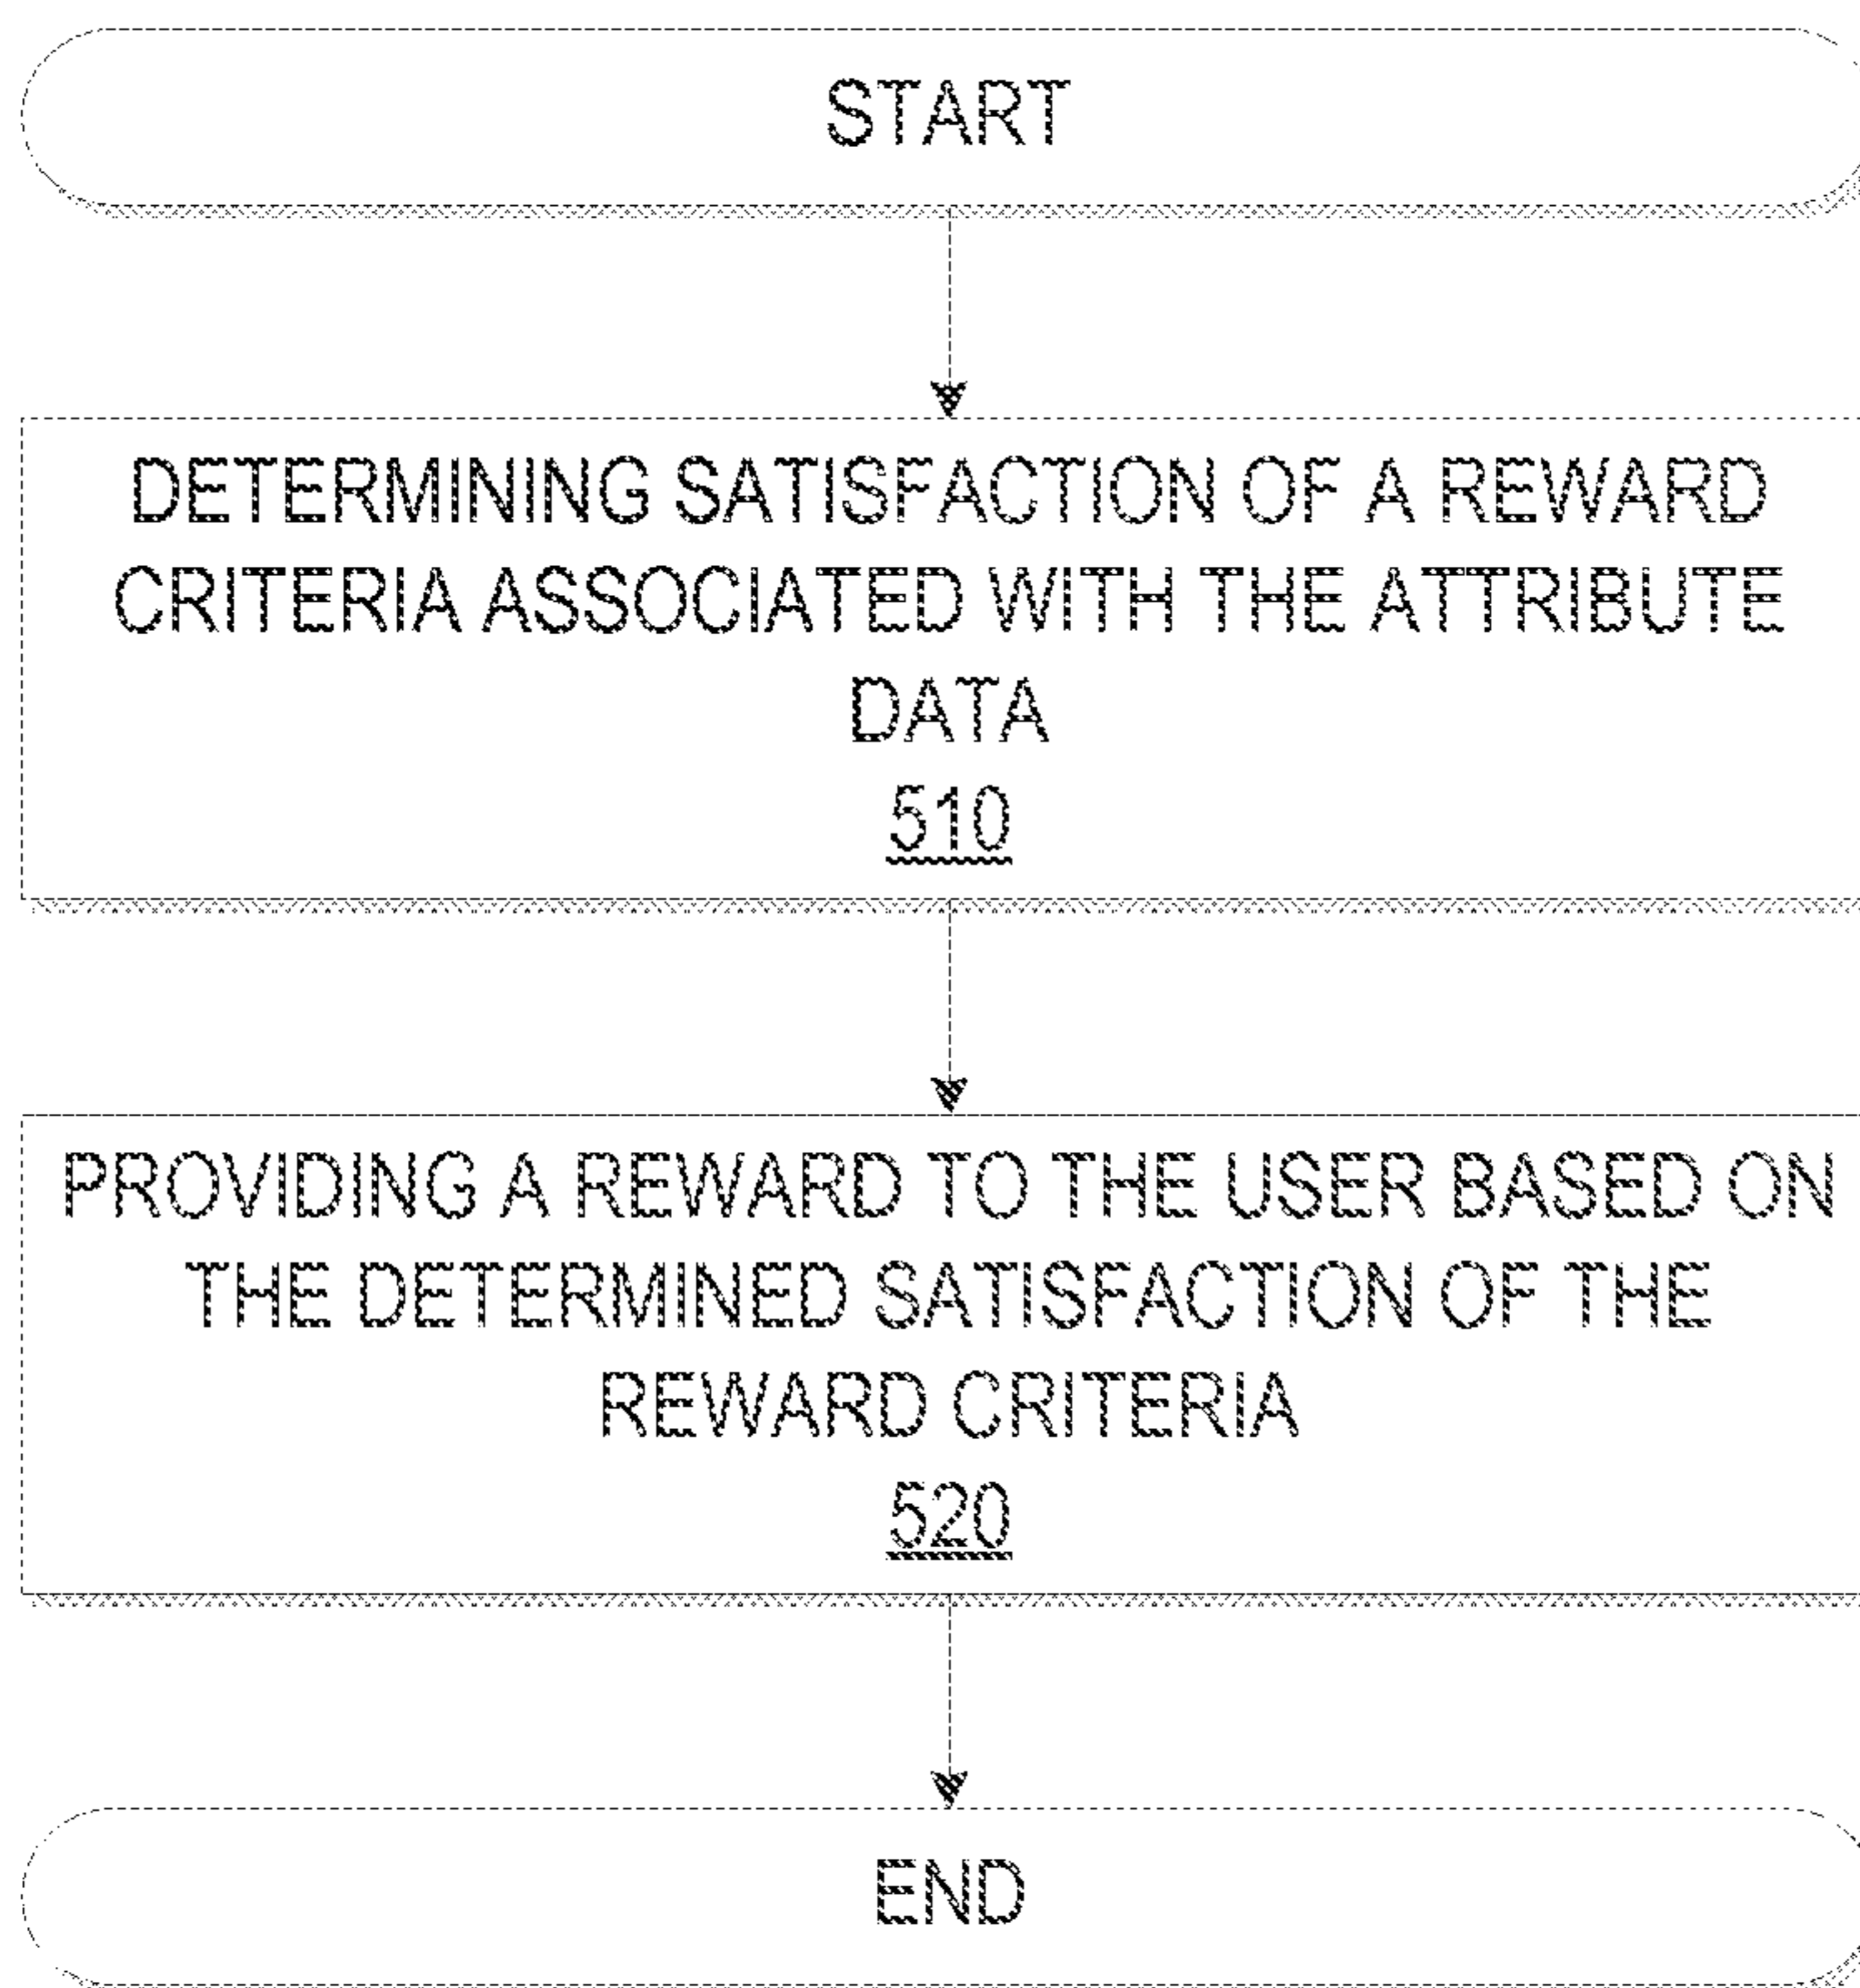 START
DETERMINING SATISFACTION OF A REWARD
CRITERIA ASSOCIATED WITH THE ATTRIBUTE
DATA
510
PROVIDING A REWARD TO THE USER BASED ON
THE DETERMINED SATISFACTION OF THE
REWARD CRITERIA
520
END